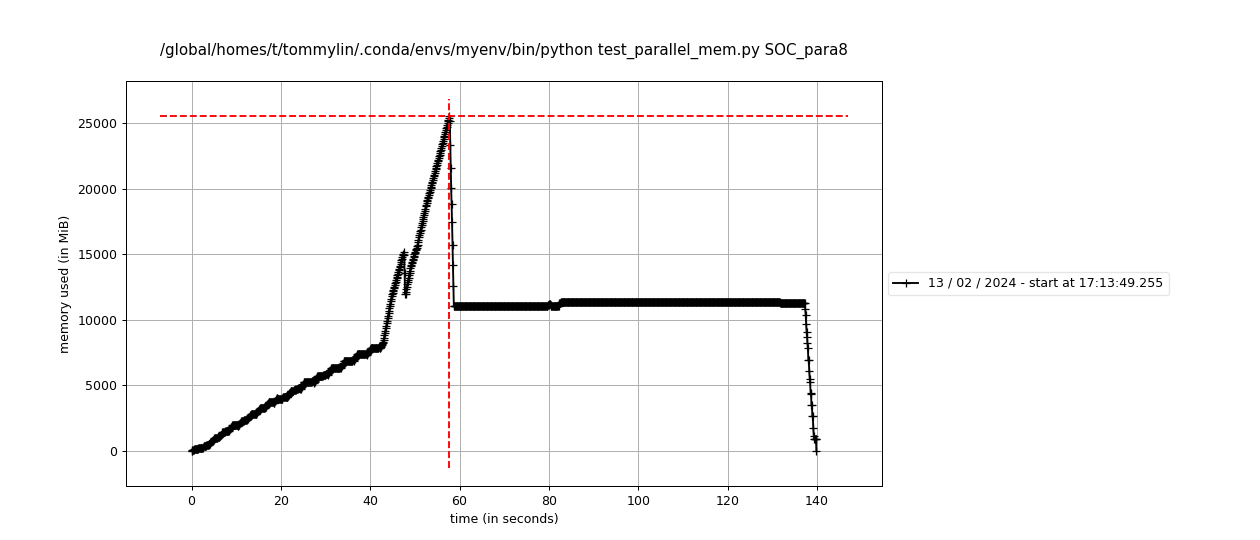 /global/homes/t/tommylin/.conda/envs/myenv/bin/python test_parallel_mem.py SOC_para8
25000
20000
15000
10000
5000
0
memory used (in MiB)
0 20 40 60 80 100 120 140
time (in seconds)
13 / 02 / 2024 - start at 17:13:49.255